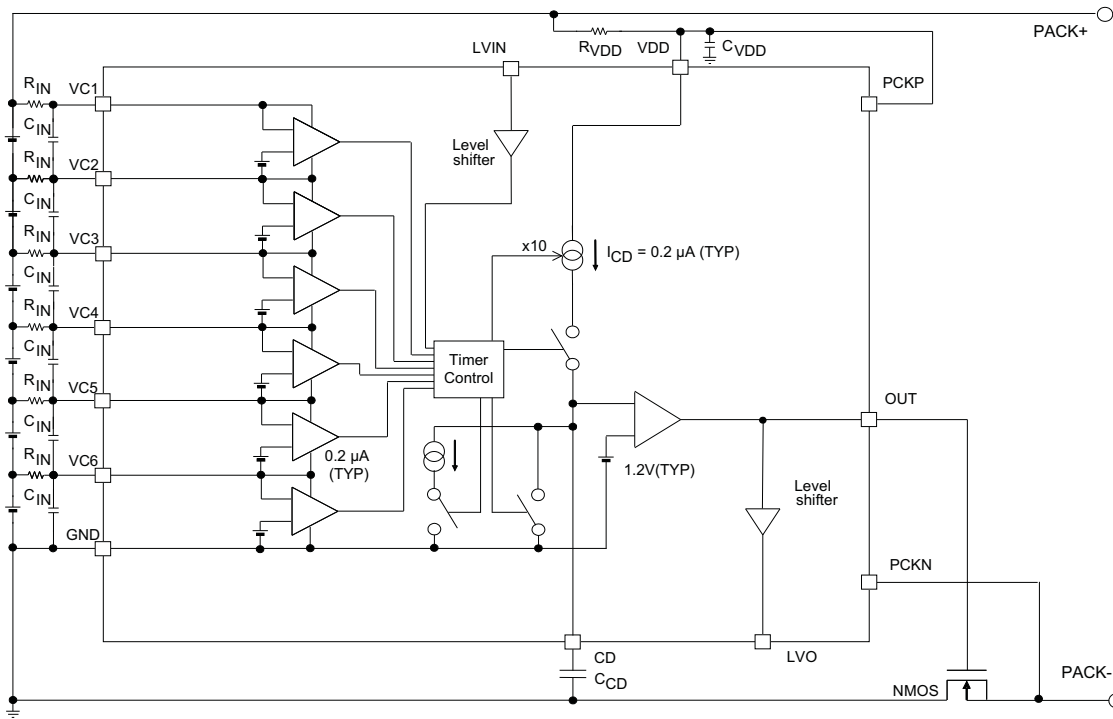 PACK+
RVDD
VDD
CVDD
LVIN
PCKP
RIN
VC1
CIN
Level
shifter
RIN
VC2
CIN
RIN
VC3
CIN
x10
ICD = 0.2 µA (TYP)
RIN
VC4
CIN
Timer
Control
RIN
VC5
CIN
OUT
0.2 µA
(TYP)
1.2V(TYP)
RIN
VC6
CIN
Level
shifter
GND
PCKN
CD
CCD
LVO
NMOS
PACK-